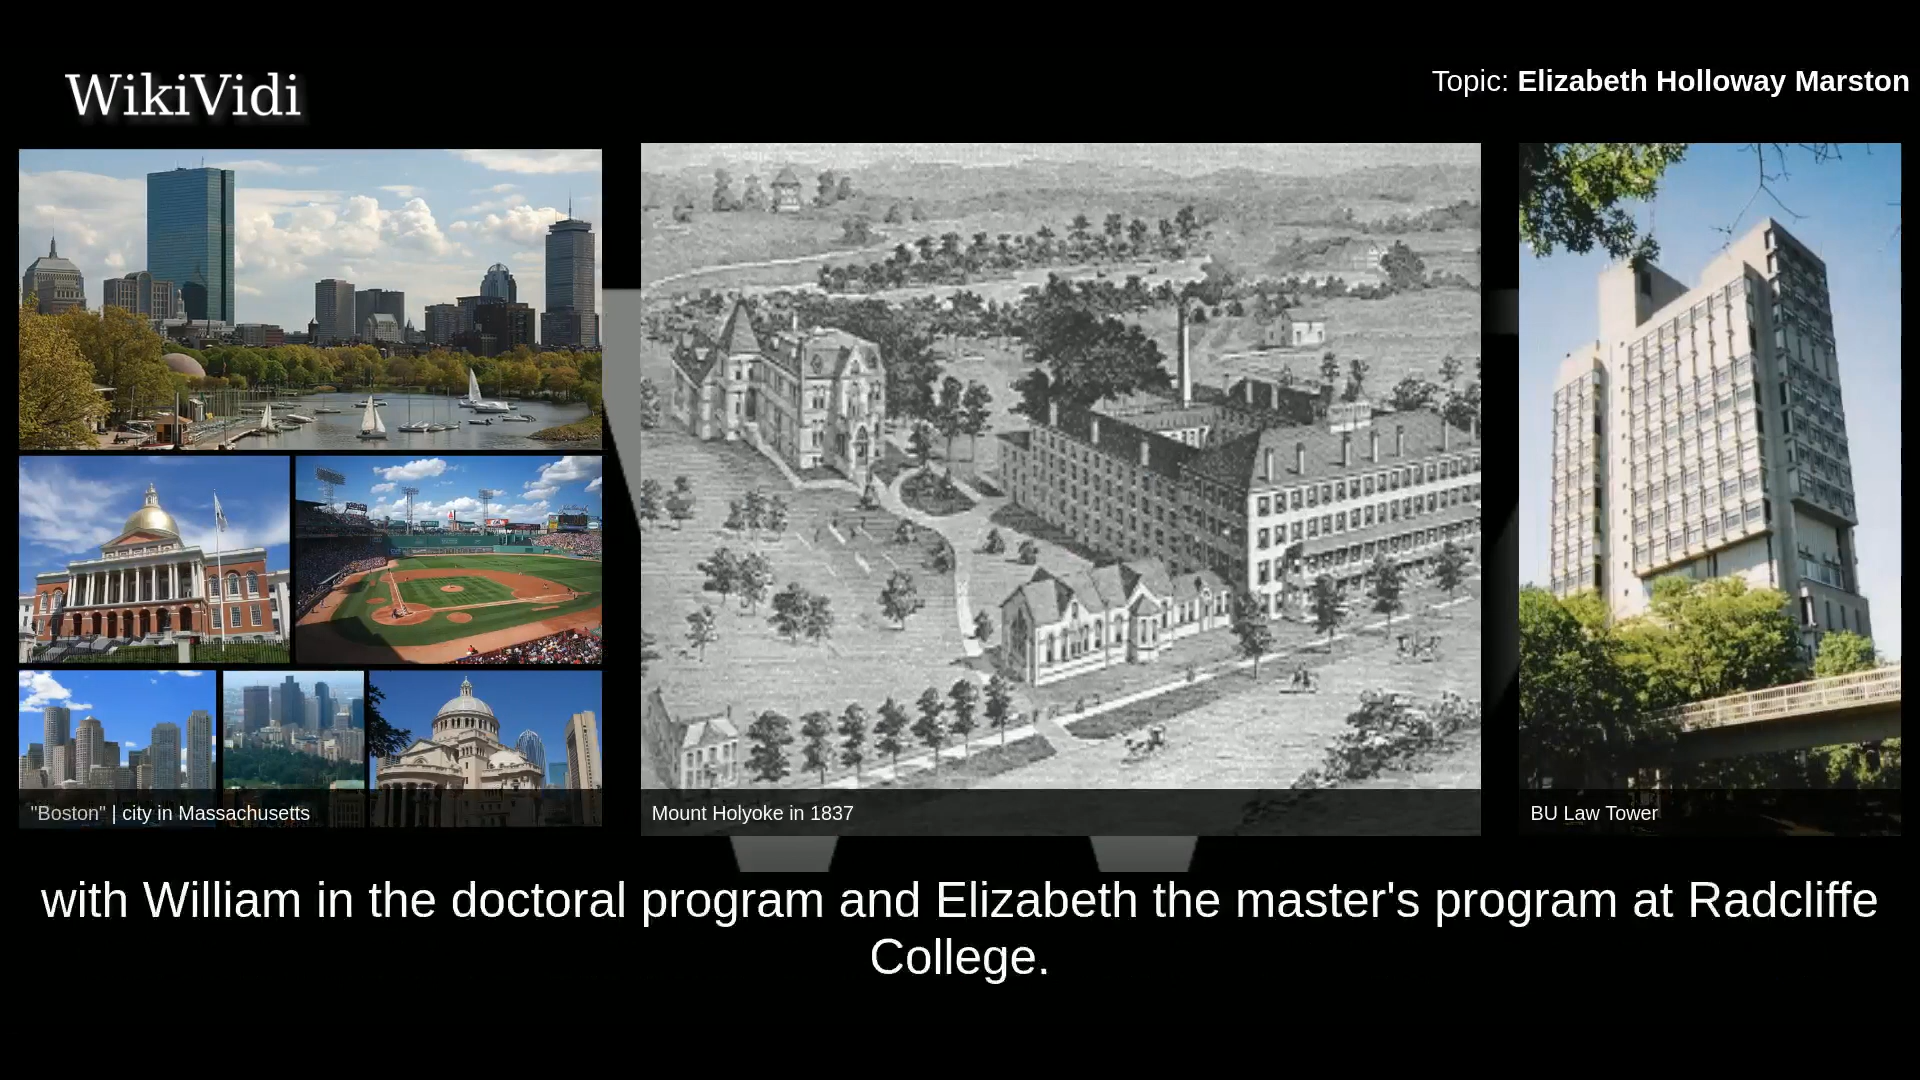 WikiVidi
Topic: Elizabeth Holloway Marston
"Boston" | city in Massachusetts
Mount Holyoke in 1837
BU Law Tower
with William in the doctoral program and Elizabeth the master's program at Radcliffe
College.